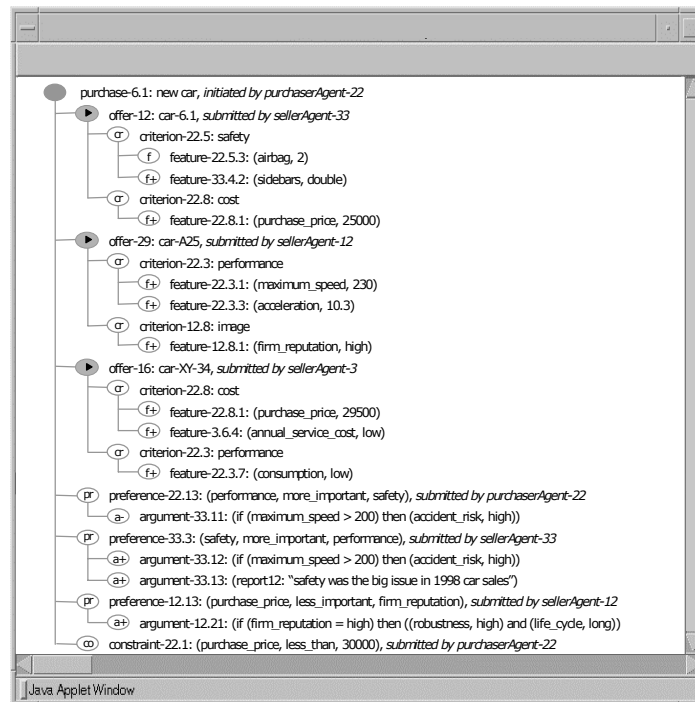 purchase-6.1: new car, initiated by purchaserAgent-22
offer-12: car-6.1, submitted by sellerAgent-33
cr criterion-22.5: safety
f feature-22.5.3: (airbag, 2)
f+ feature-33.4.2: (sidebars, double)
cr criterion-22.8: cost
f+ feature-22.8.1: (purchase_price, 25000)
offer-29: car-A25, submitted by sellerAgent-12
cr criterion-22.3: performance
f+ feature-22.3.1: (maximum_speed, 230)
f+ feature-22.3.3: (acceleration, 10.3)
cr criterion-12.8: image
f+ feature-12.8.1: (firm_reputation, high)
offer-16: car-XY-34, submitted by sellerAgent-3
cr criterion-22.8: cost
f+ feature-22.8.1: (purchase_price, 29500)
f+ feature-3.6.4: (annual_service_cost, low)
cr criterion-22.3: performance
f+ feature-22.3.7: (consumption, low)
pr preference-22.13: (performance, more_important, safety), submitted by purchaserAgent-22
a- argument-33.11: (if (maximum_speed > 200) then (accident_risk, high))
pr preference-33.3: (safety, more_important, performance), submitted by sellerAgent-33
a+ argument-33.12: (if (maximum_speed > 200) then (accident_risk, high))
a+ argument-33.13: (report12: “safety was the big issue in 1998 car sales”)
pr preference-12.13: (purchase_price, less_important, firm_reputation), submitted by sellerAgent-12
a+ argument-12.21: (if (firm_reputation = high) then ((robustness, high) and (life_cycle, long))
co constraint-22.1: (purchase_price, less_than, 30000), submitted by purchaserAgent-22
Java Applet Window